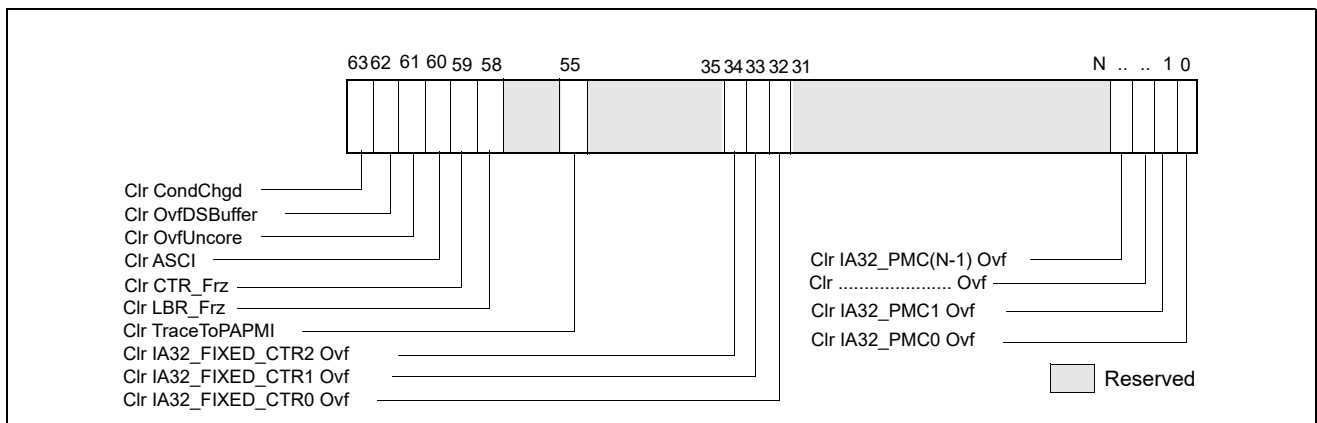 6362 61 60 59 58 55 35 34 33 32 31 N .. .. 1 0
Clr CondChgd
Clr OvfDSBuffer
Clr OvfUncore
Clr ASCI
Clr CTR_Frz
Clr LBR_Frz
Clr TraceToPAPMI
Clr IA32_FIXED_CTR2 Ovf
Clr IA32_FIXED_CTR1 Ovf
Clr IA32_FIXED_CTR0 Ovf
Clr IA32_PMC(N-1) Ovf
Clr ...................... Ovf
Clr IA32_PMC1 Ovf
Clr IA32_PMC0 Ovf
Reserved